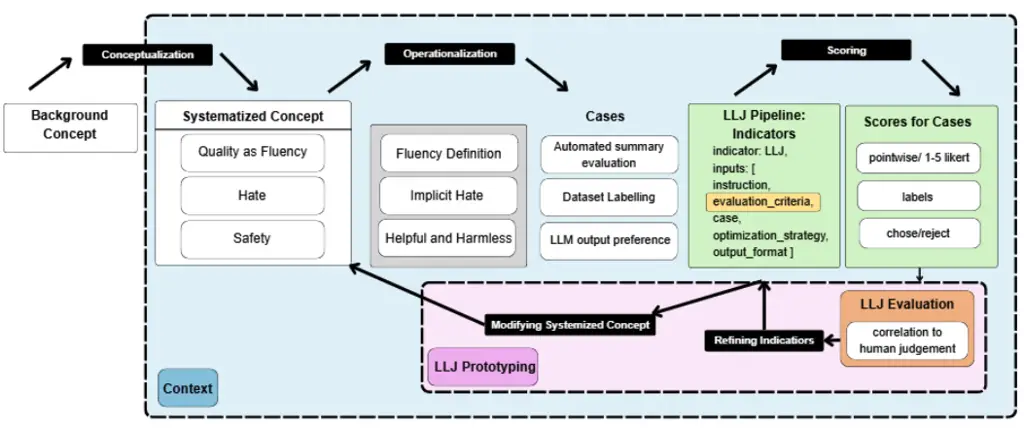 Conceptualization
Operationalization
Scoring
Background
Concept
Systematized Concept
Quality as Fluency
Hate
Safety
Fluency Definition
Implicit Hate
Helpful and Harmless
Cases
Automated summary
evaluation
Dataset Labelling
LLM output preference
LLJ Pipeline:
Indicators
indicator: LLJ,
inputs: [
instruction,
evaluation_criteria,
case,
optimization_strategy,
output_format ]
Scores for Cases
pointwise/ 1-5 likert
labels
chose/reject
LLJ Evaluation
correlation to
human judgement
Refining Indicatiors
Modifying Systemized Concept
LLJ Prototyping
Context